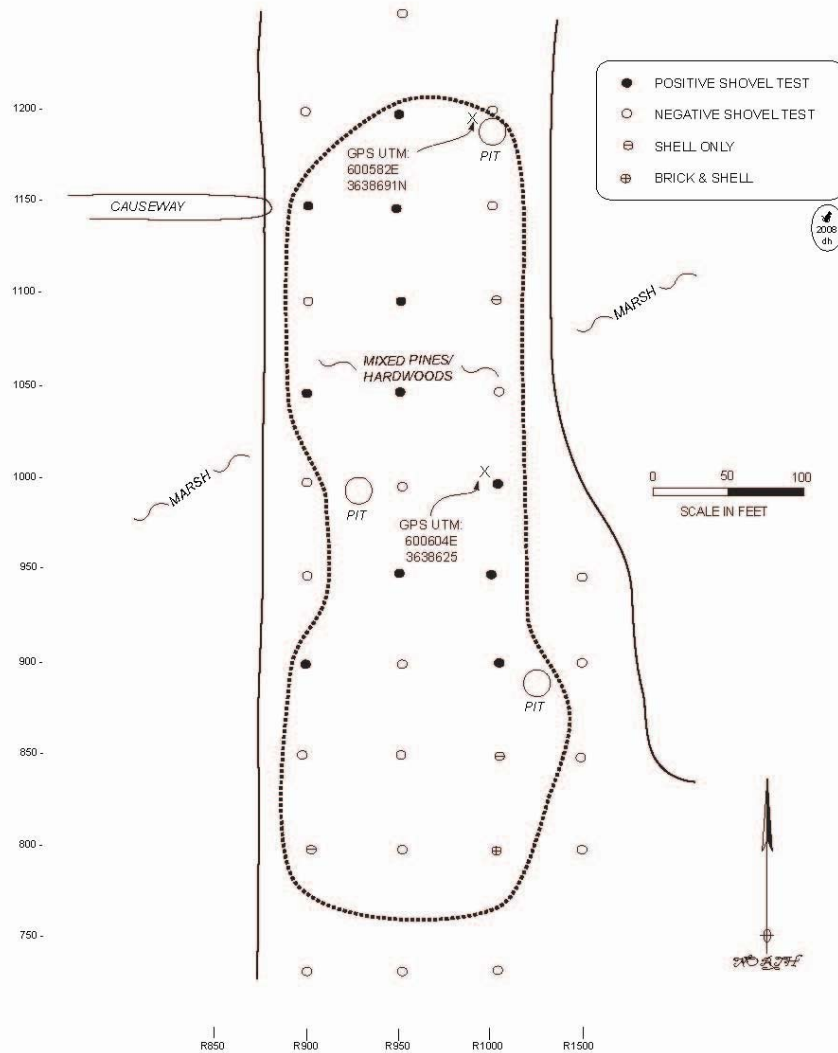 POSITIVE SHOVEL TEST
NEGATIVE SHOVEL TEST
SHELL ONLY
BRICK & SHELL
2008
dh
1200 -
GPS UTM:
600582E
3638691N
PIT
1150 -
CAUSEWAY
1100 -
MARSH
MIXED PINES/
HARDWOODS
1050 -
1000 -
MARSH
PIT
GPS UTM:
600604E
3638625
0 50 100
SCALE IN FEET
950 -
900 -
PIT
850 -
800 -
750 -
NORTH
R850 R900 R950 R1000 R1500